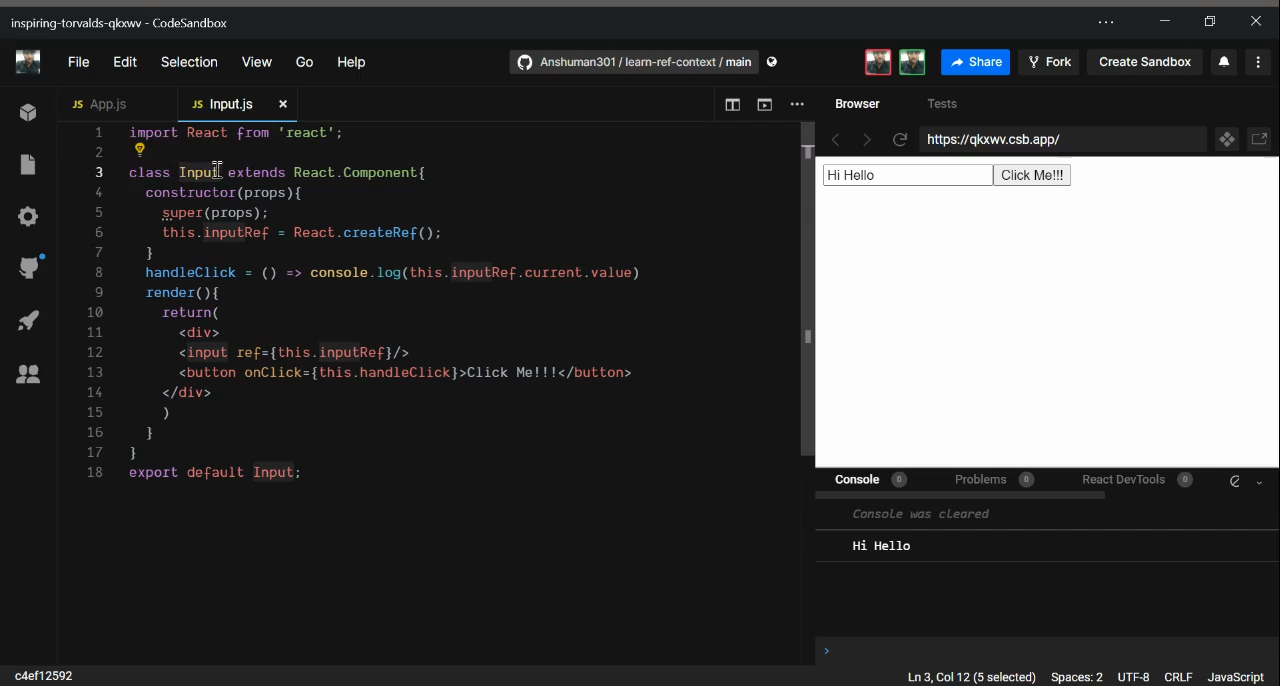 inspiring-torvalds-qkxwv - CodeSandbox
File Edit Selection View Go Help
Anshuman301 / learn-ref-context / main
Share Fork Create Sandbox
JS App.js JS Input.js
1 import React from 'react';
2
3 class Input extends React.Component{
4 constructor(props){
5 super(props);
6 this.inputRef = React.createRef();
7 }
8 handleClick = () => console.log(this.inputRef.current.value)
9 render(){
10 return(
11 <div>
12 <input ref={this.inputRef}/>
13 <button onClick={this.handleClick}>Click Me!!!</button>
14 </div>
15 )
16 }
17 }
18 export default Input;
Browser Tests
https://qkxwv.csb.app/
Hi Hello Click Me!!!
Console 0 Problems 0 React DevTools 0
Console was cleared
Hi Hello
c4ef12592
Ln 3, Col 12 (5 selected) Spaces: 2 UTF-8 CRLF JavaScript